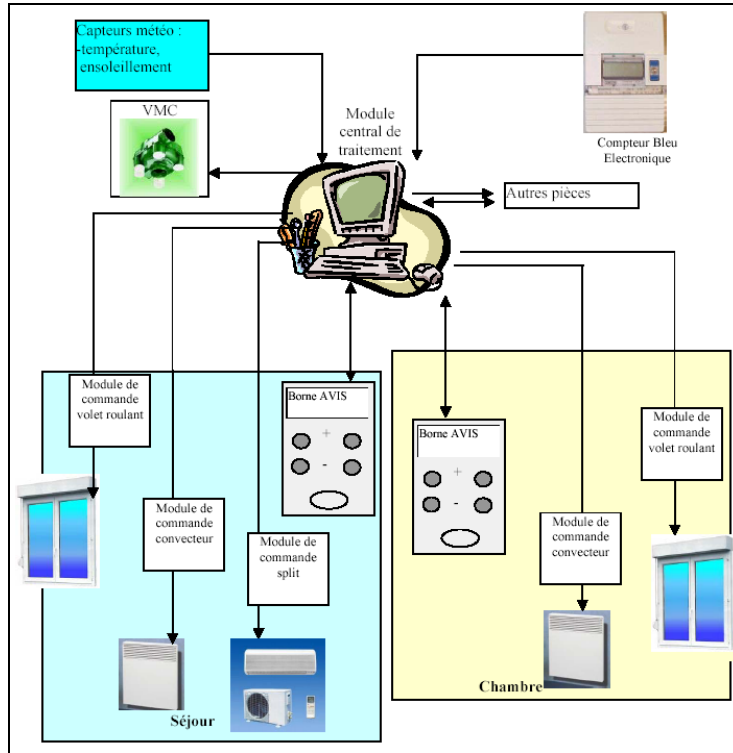 Capteurs météo :
-température,
ensoleillement
VMC
Module
central de
traitement
Compteur Bleu
Electronique
Autres pièces
Module de
commande
volet roulant
Borne AVIS
+
-
Module de
commande
convecteur
Module de
commande
split
Séjour
Borne AVIS
+
-
Module de
commande
volet roulant
Module de
commande
convecteur
Chambre